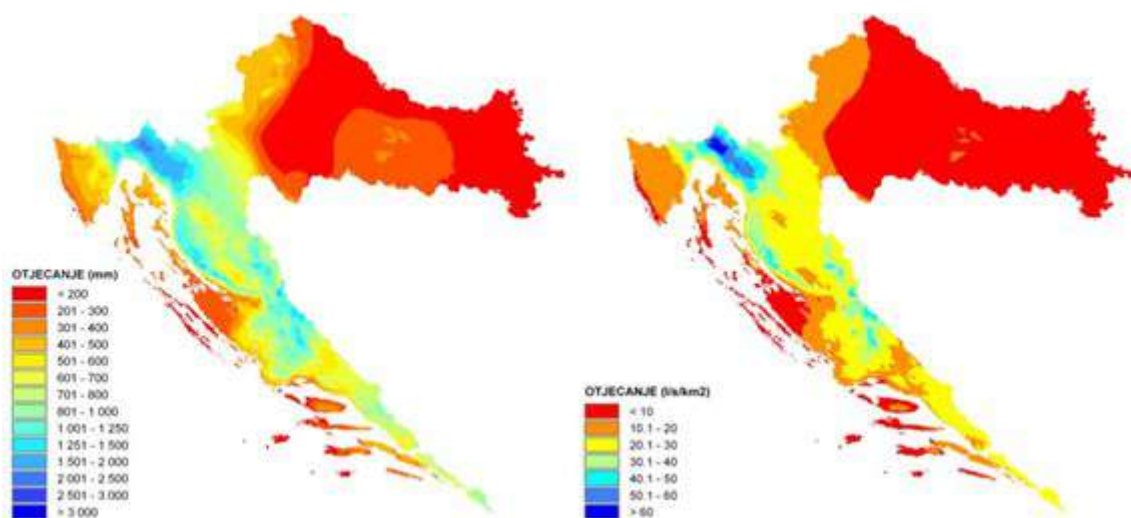 OTJECANJE (mm)
< 200
201 - 300
301 - 400
401 - 500
501 - 600
601 - 700
701 - 800
801 - 1 000
1 001 - 1 250
1 251 - 1 500
1 501 - 2 000
2 001 - 2 500
2 501 - 3 000
> 3 000
OTJECANJE (l/s/km2)
< 10
10.1 - 20
20.1 - 30
30.1 - 40
40.1 - 50
50.1 - 60
> 60